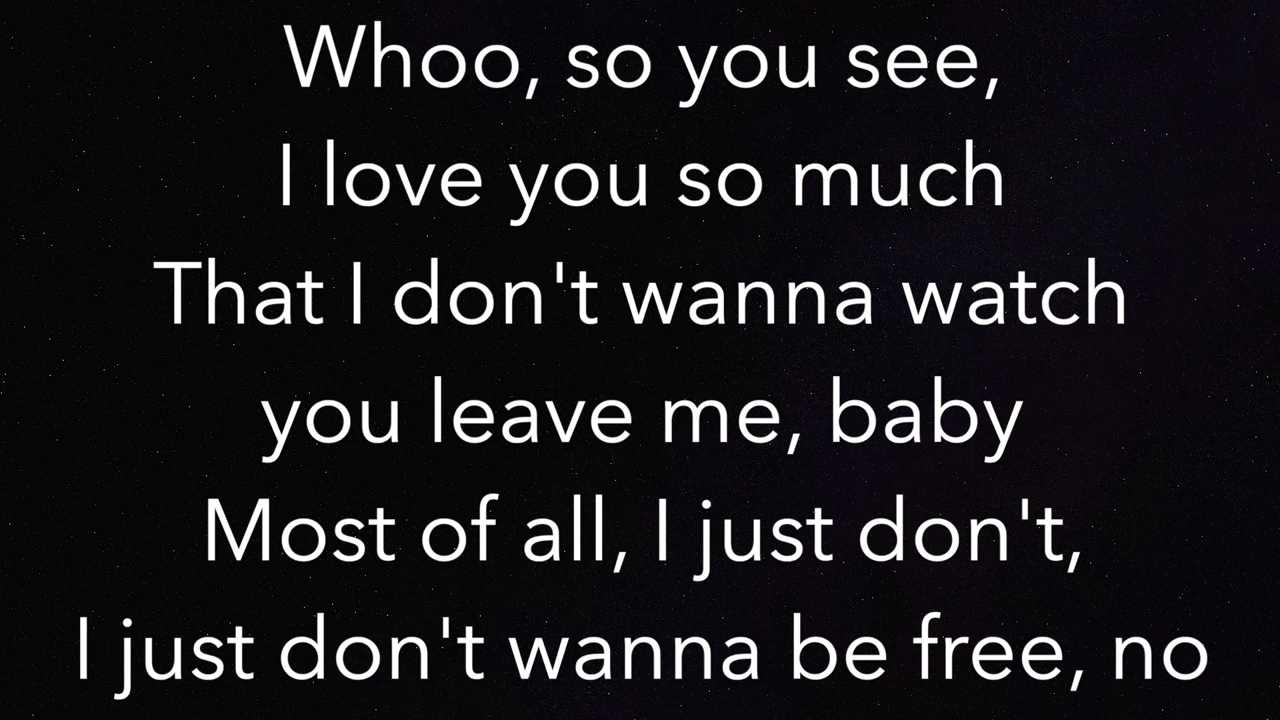 Whoo, so you see,
I love you so much
That I don't wanna watch
you leave me, baby
Most of all, I just don't,
I just don't wanna be free, no